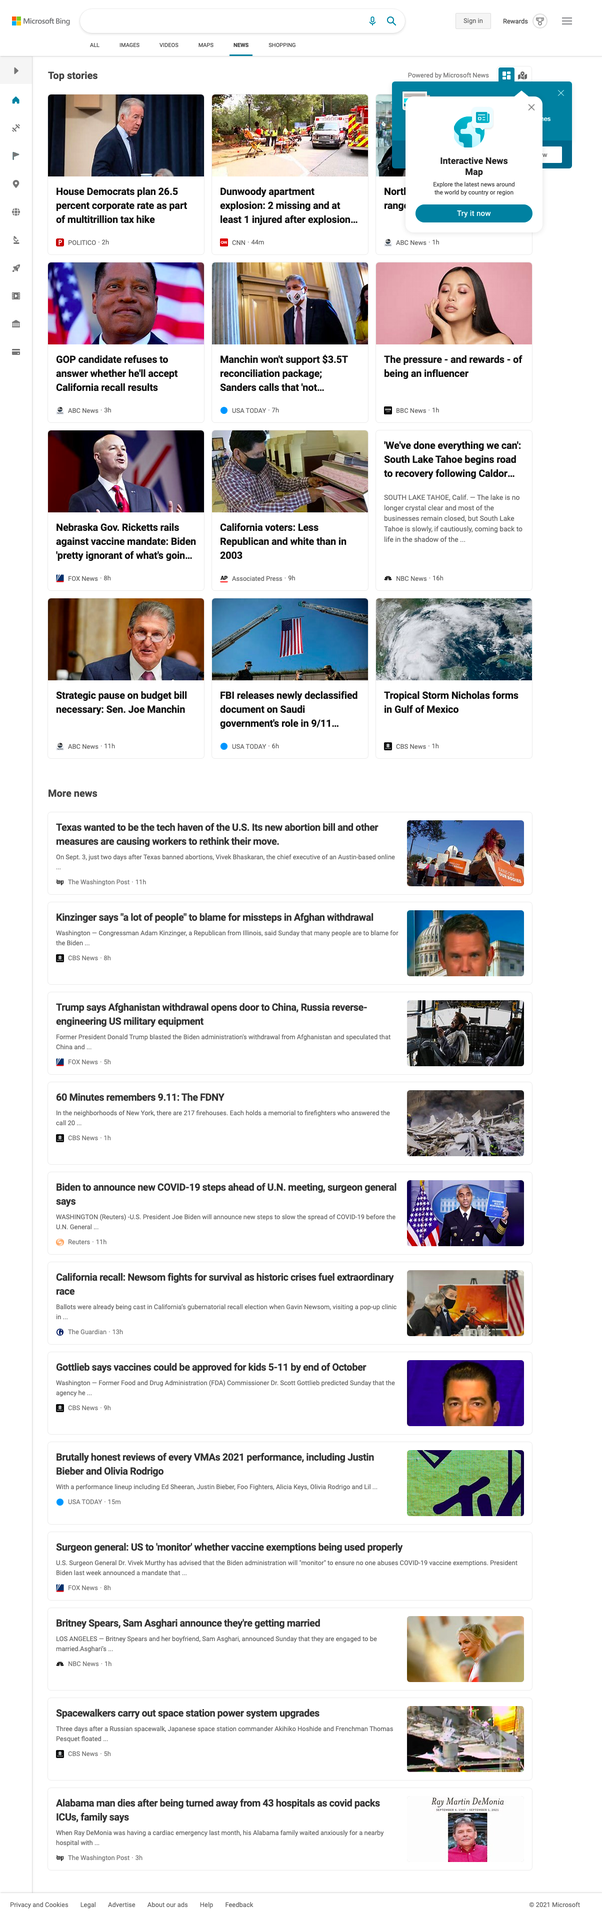 Microsoft Bing
Sign in
Rewards
ALL IMAGES VIDEOS MAPS NEWS SHOPPING
Top stories
Powered by Microsoft News
House Democrats plan 26.5
percent corporate rate as part
of multitrillion tax hike
POLITICO · 2h
Dunwoody apartment
explosion: 2 missing and at
least 1 injured after explosion...
CNN · 44m
ABC News · 1h
Interactive News
Map
Explore the latest news around
the world by country or region
Try it now
GOP candidate refuses to
answer whether he'll accept
California recall results
ABC News · 3h
Manchin won't support $3.5T
reconciliation package;
Sanders calls that 'not...
USA TODAY · 7h
The pressure - and rewards - of
being an influencer
BBC News · 1h
Nebraska Gov. Ricketts rails
against vaccine mandate: Biden
'pretty ignorant of what's goin...
FOX News · 8h
California voters: Less
Republican and white than in
2003
AP Associated Press · 9h
'We've done everything we can':
South Lake Tahoe begins road
to recovery following Caldor...
SOUTH LAKE TAHOE, Calif. — The lake is no
longer crystal clear and most of the
businesses remain closed, but South Lake
Tahoe is slowly, if cautiously, coming back to
life in the shadow of the ...
NBC News · 16h
Strategic pause on budget bill
necessary: Sen. Joe Manchin
ABC News · 11h
FBI releases newly declassified
document on Saudi
government's role in 9/11...
USA TODAY · 6h
Tropical Storm Nicholas forms
in Gulf of Mexico
CBS News · 1h
More news
Texas wanted to be the tech haven of the U.S. Its new abortion bill and other
measures are causing workers to rethink their move.
On Sept. 3, just two days after Texas banned abortions, Vivek Bhaskaran, the chief executive of an Austin-based online
...
wp The Washington Post · 11h
Kinzinger says "a lot of people" to blame for missteps in Afghan withdrawal
Washington — Congressman Adam Kinzinger, a Republican from Illinois, said Sunday that many people are to blame for
the Biden ...
CBS News · 8h
Trump says Afghanistan withdrawal opens door to China, Russia reverse-
engineering US military equipment
Former President Donald Trump blasted the Biden administration's withdrawal from Afghanistan and speculated that
China and ...
FOX News · 5h
60 Minutes remembers 9.11: The FDNY
In the neighborhoods of New York, there are 217 firehouses. Each holds a memorial to firefighters who answered the
call 20 ...
CBS News · 1h
Biden to announce new COVID-19 steps ahead of U.N. meeting, surgeon general
says
WASHINGTON (Reuters) -U.S. President Joe Biden will announce new steps to slow the spread of COVID-19 before the
U.N. General ...
Reuters · 11h
California recall: Newsom fights for survival as historic crises fuel extraordinary
race
Ballots were already being cast in California's gubernatorial recall election when Gavin Newsom, visiting a pop-up clinic
in ...
The Guardian · 13h
Gottlieb says vaccines could be approved for kids 5-11 by end of October
Washington — Former Food and Drug Administration (FDA) Commissioner Dr. Scott Gottlieb predicted Sunday that the
agency he ...
CBS News · 9h
Brutally honest reviews of every VMAs 2021 performance, including Justin
Bieber and Olivia Rodrigo
With a performance lineup including Ed Sheeran, Justin Bieber, Foo Fighters, Alicia Keys, Olivia Rodrigo and Lil ...
USA TODAY · 15m
Surgeon general: US to 'monitor' whether vaccine exemptions being used properly
U.S. Surgeon General Dr. Vivek Murthy has advised that the Biden administration will "monitor" to ensure no one abuses COVID-19 vaccine exemptions. President
Biden last week announced a mandate that ...
FOX News · 8h
Britney Spears, Sam Asghari announce they're getting married
LOS ANGELES — Britney Spears and her boyfriend, Sam Asghari, announced Sunday that they are engaged to be
married.Asghari's ...
NBC News · 1h
Spacewalkers carry out space station power system upgrades
Three days after a Russian spacewalk, Japanese space station commander Akihiko Hoshide and Frenchman Thomas
Pesquet floated ...
CBS News · 5h
Alabama man dies after being turned away from 43 hospitals as covid packs
ICUs, family says
When Ray DeMonia was having a cardiac emergency last month, his Alabama family waited anxiously for a nearby
hospital with ...
wp The Washington Post · 3h
Ray Martin DeMonia
Privacy and Cookies Legal Advertise About our ads Help Feedback
© 2021 Microsoft